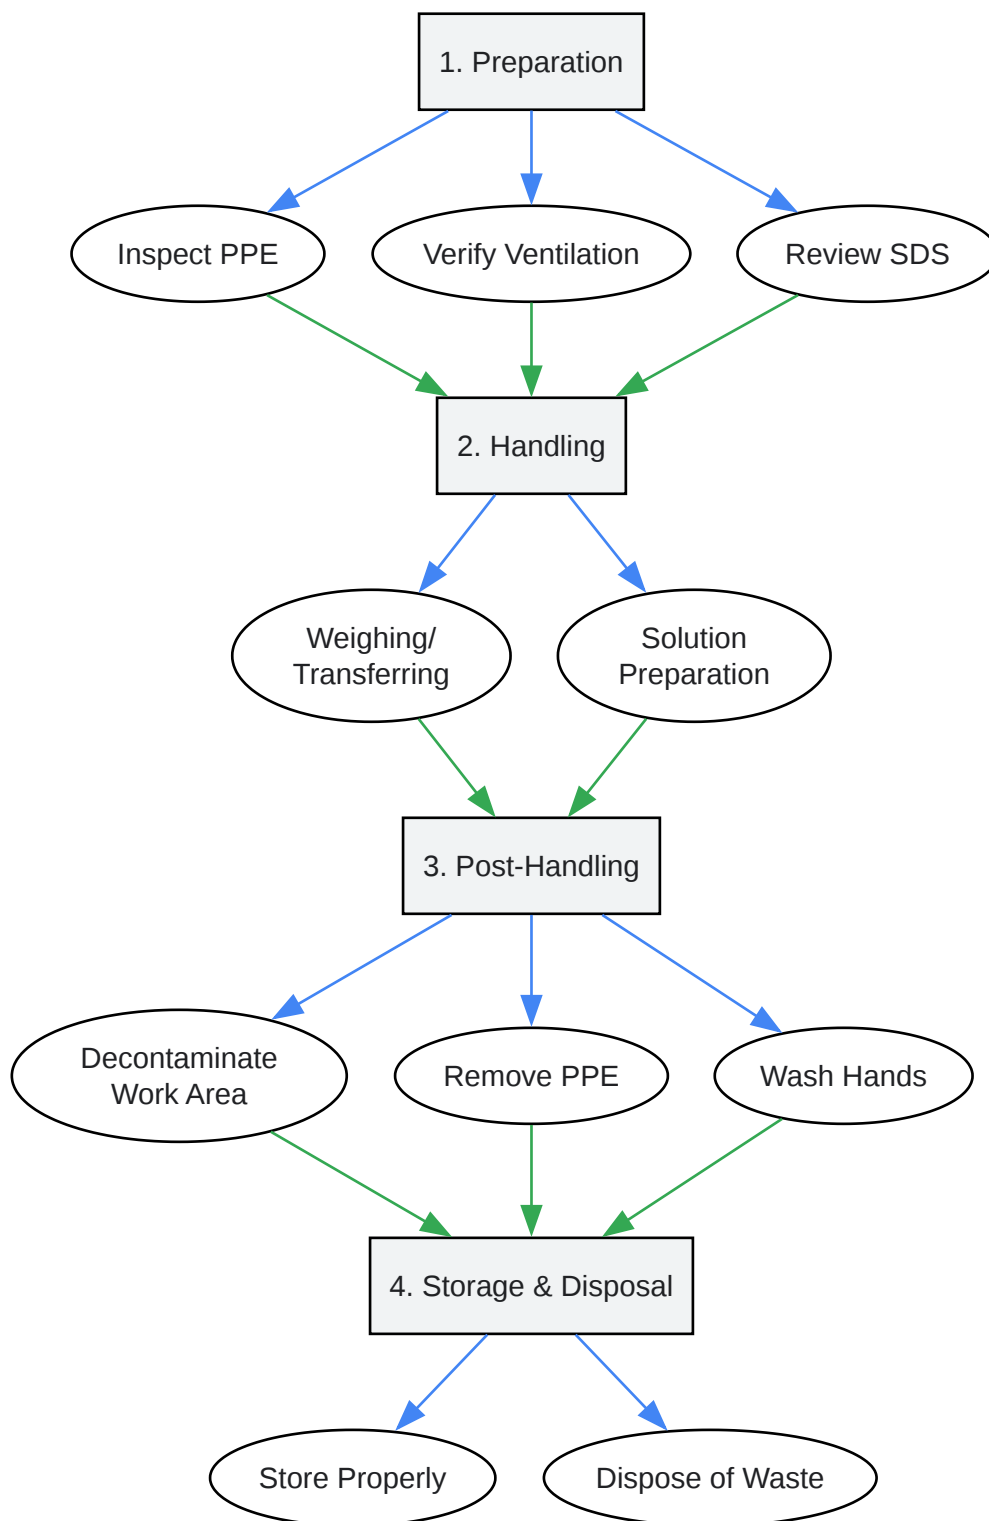 1. Preparation
Inspect PPE
Verify Ventilation
Review SDS
2. Handling
Weighing/
Transferring
Solution
Preparation
3. Post-Handling
Decontaminate
Work Area
Remove PPE
Wash Hands
4. Storage & Disposal
Store Properly
Dispose of Waste